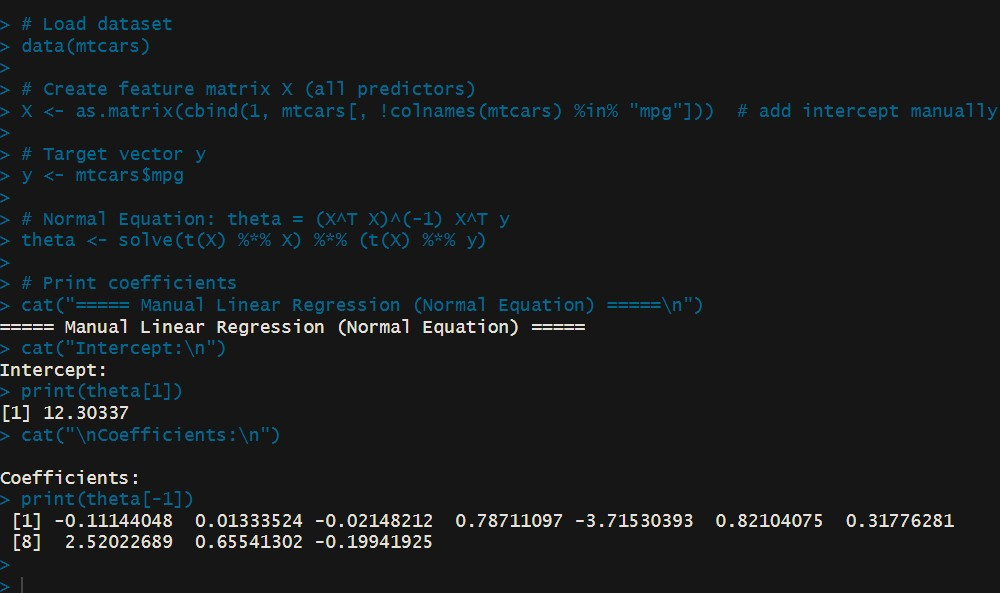 > # Load dataset
> data(mtcars)
>
> # Create feature matrix X (all predictors)
> X <- as.matrix(cbind(1, mtcars[, !colnames(mtcars) %in% "mpg"]))  # add intercept manually
>
> # Target vector y
> y <- mtcars$mpg
>
> # Normal Equation: theta = (X^T X)^(-1) X^T y
> theta <- solve(t(X) %*% X) %*% (t(X) %*% y)
>
> # Print coefficients
> cat("===== Manual Linear Regression (Normal Equation) =====\n")
===== Manual Linear Regression (Normal Equation) =====
> cat("Intercept:\n")
Intercept:
> print(theta[1])
[1] 12.30337
> cat("\nCoefficients:\n")

Coefficients:
> print(theta[-1])
 [1] -0.11144048  0.01333524 -0.02148212  0.78711097 -3.71530393  0.82104075  0.31776281
 [8]  2.52022689  0.65541302 -0.19941925
>
>